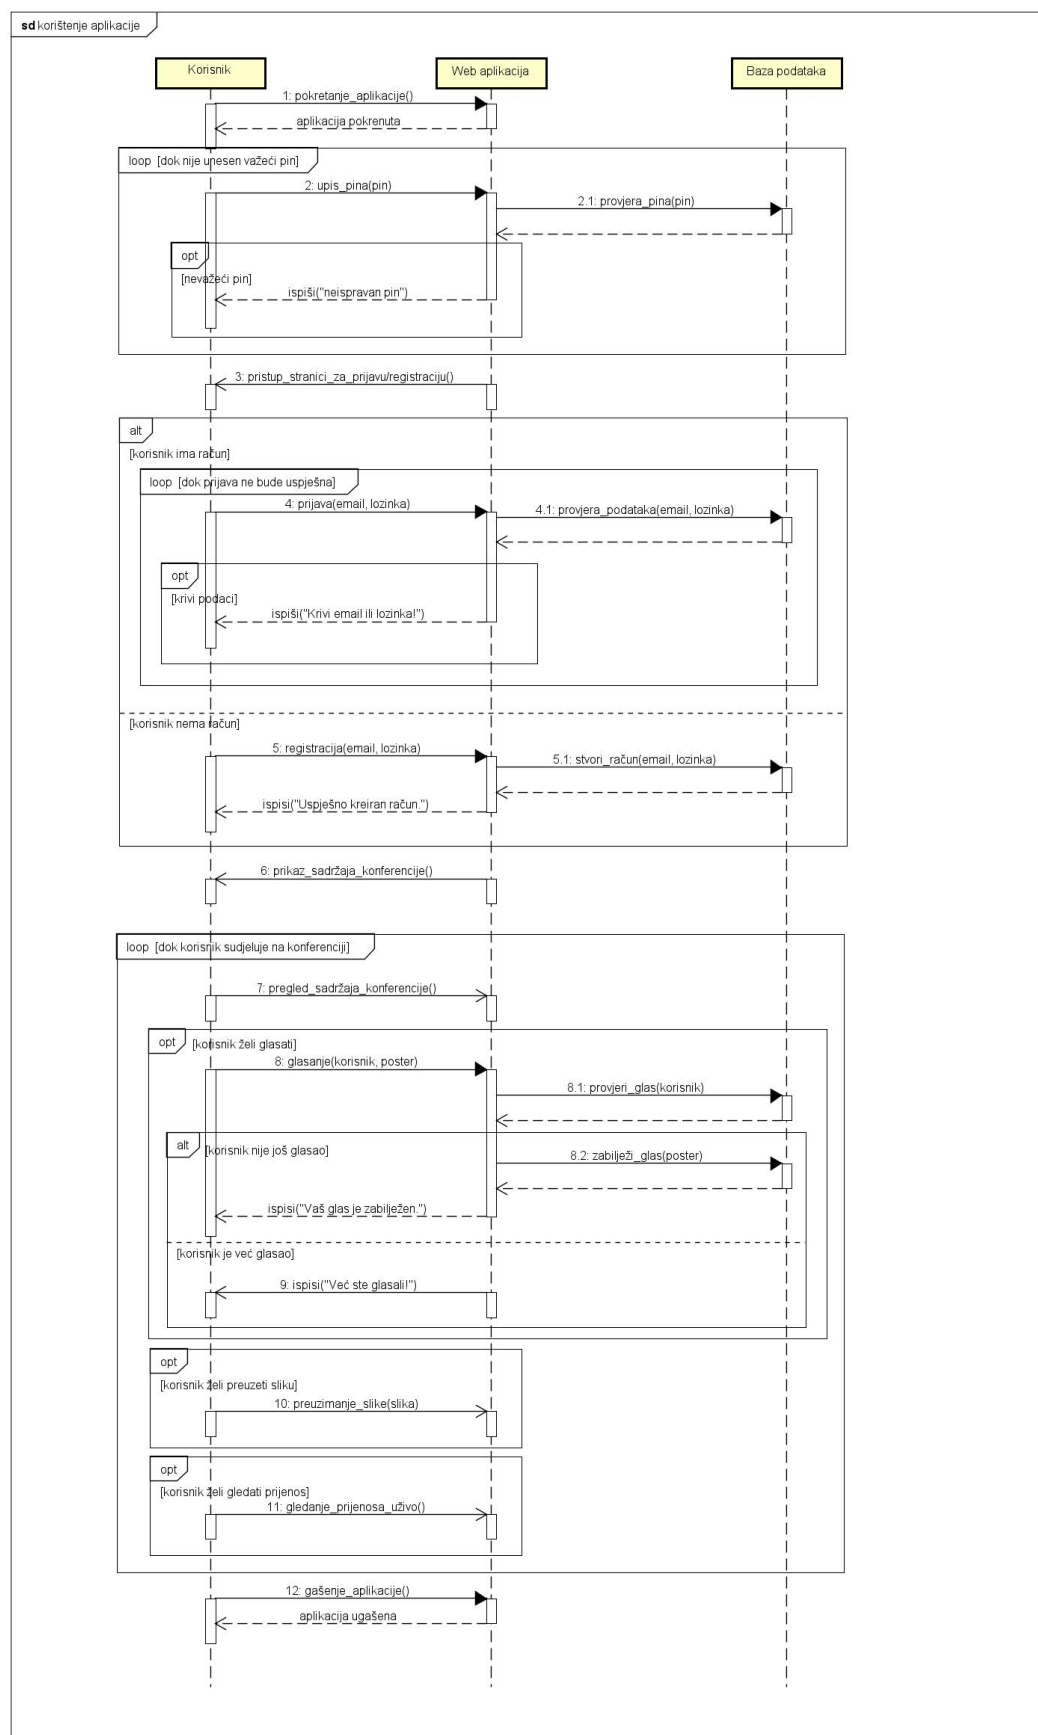 sd korištenje aplikacije
Korisnik
Web aplikacija
Baza podataka
1: pokretanje_aplikacije()
aplikacija pokrenuta
loop [dok nije unesen važeći pin]
2: upis_pina(pin)
2.1: provjera_pina(pin)
opt
[nevažeći pin]
ispiši("neispravan pin")
3: pristup_stranici_za_prijavu/registraciju()
alt
[korisnik ima račun]
loop [dok prijava ne bude uspješna]
4: prijava(email, lozinka)
4.1: provjera_podataka(email, lozinka)
opt
[krivi podaci]
ispiši("Krivi email ili lozinka!")
[korisnik nema račun]
5: registracija(email, lozinka)
5.1: stvori_račun(email, lozinka)
ispisi("Uspješno kreiran račun.")
6: prikaz_sadržaja_konferencije()
loop [dok korisnik sudjeluje na konferenciji]
7: pregled_sadržaja_konferencije()
opt
[korisnik želi glasati]
8: glasanje(korisnik, poster)
8.1: provjeri_glas(korisnik)
alt
[korisnik nije još glasao]
8.2: zabilježi_glas(poster)
ispisi("Vaš glas je zabilježen.")
[korisnik je već glasao]
9: ispisi("Već ste glasali!")
opt
[korisnik želi preuzeti sliku]
10: preuzimanje_slike(slika)
opt
[korisnik želi gledati prijenos]
11: gledanje_prijenosa_uživo()
12: gašenje_aplikacije()
aplikacija ugašena